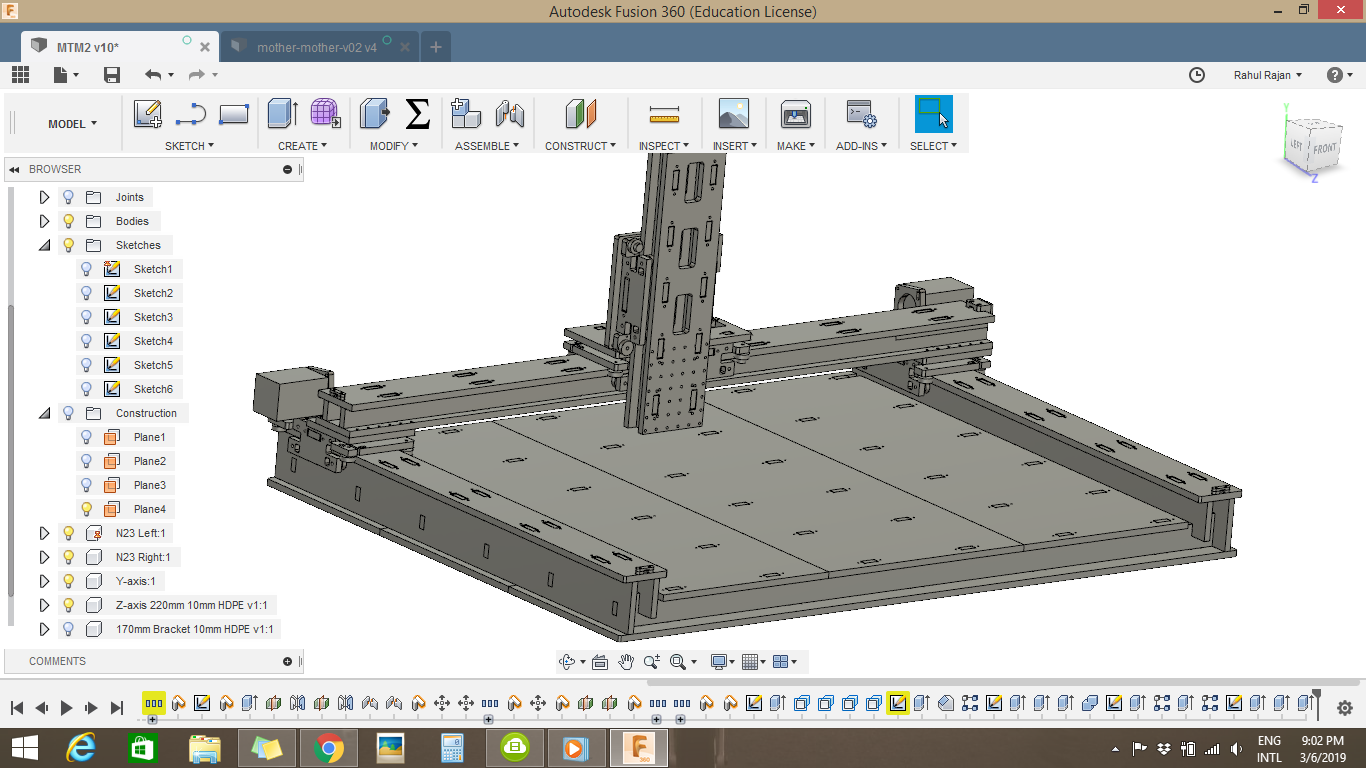 Autodesk Fusion 360 (Education License)
MTM2 v10*
mother-mother-v02 v4
Rahul Rajan
MODEL
SKETCH
CREATE
MODIFY
ASSEMBLE
CONSTRUCT
INSPECT
INSERT
MAKE
ADD-INS
SELECT
Y
LEFT
FRONT
Z
BROWSER
Joints
Bodies
Sketches
Sketch1
Sketch2
Sketch3
Sketch4
Sketch5
Sketch6
Construction
Plane1
Plane2
Plane3
Plane4
N23 Left:1
N23 Right:1
Y-axis:1
Z-axis 220mm 10mm HDPE v1:1
170mm Bracket 10mm HDPE v1:1
COMMENTS
360
ENG
INTL
9:02 PM
3/6/2019